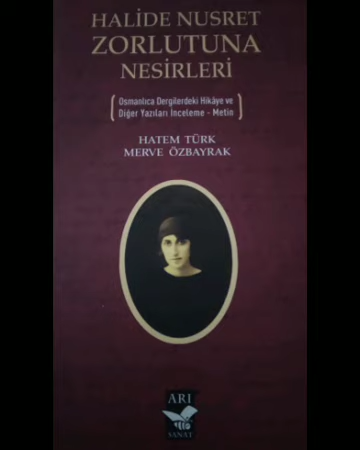 HALİDE NUSRET
ZORLUTUNA
NESİRLERİ
(Osmanlıca Dergilerdeki Hikâye ve
Diğer Yazıları İnceleme - Metin)
HATEM TÜRK
MERVE ÖZBAYRAK
ARI
SANAT